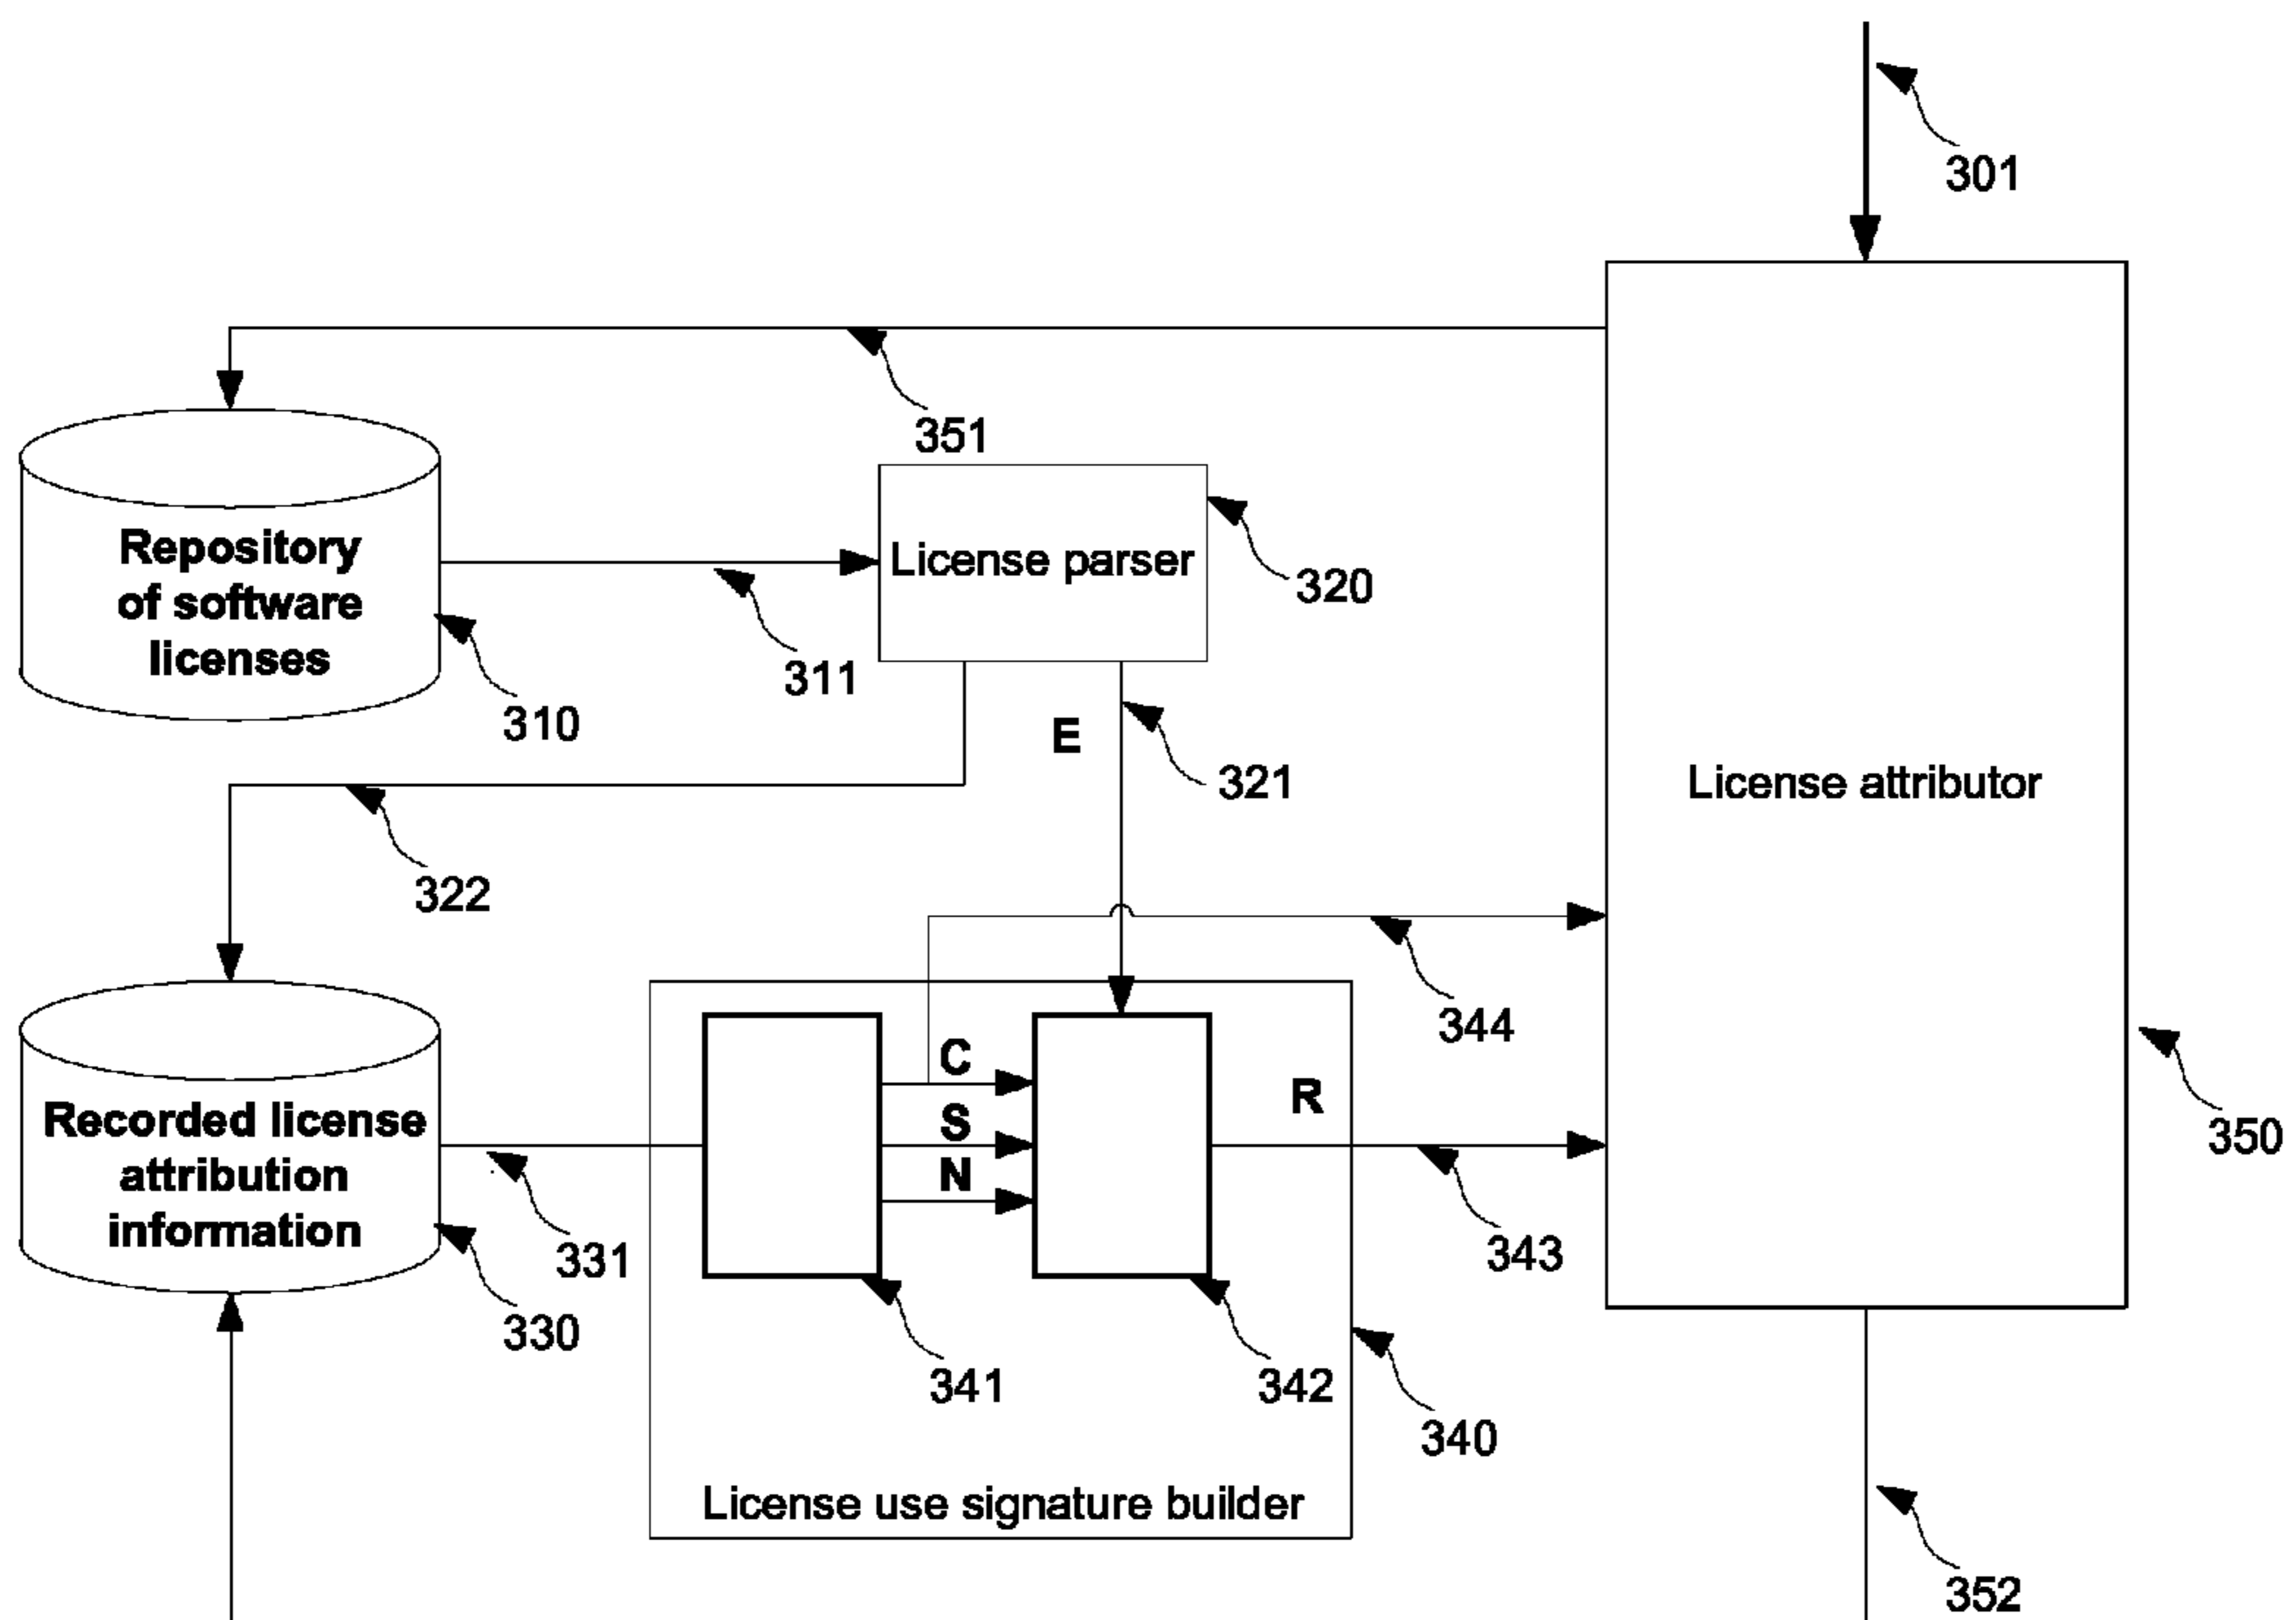 301
351
Repository
of software
licenses
License parser
320
311
310
E
321
License attributor
322
344
C
R
S
N
350
Recorded license
attribution
information
331
343
330
341
342
340
License use signature builder
352